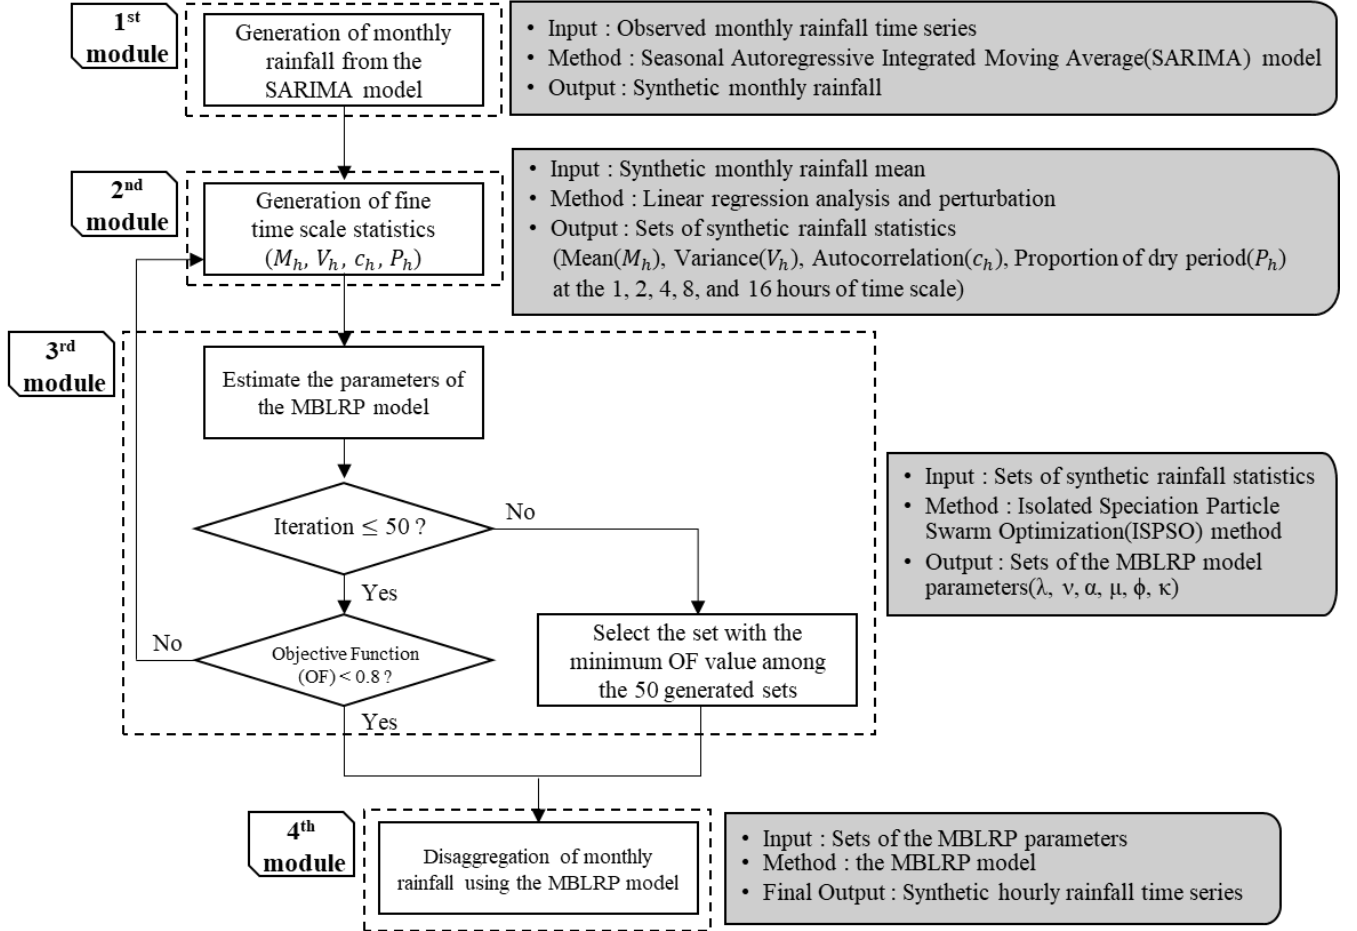 1st
module
Generation of monthly
rainfall from the
SARIMA model
• Input : Observed monthly rainfall time series
• Method : Seasonal Autoregressive Integrated Moving Average(SARIMA) model
• Output : Synthetic monthly rainfall
2nd
module
Generation of fine
time scale statistics
(M_h, V_h, c_h, P_h)
• Input : Synthetic monthly rainfall mean
• Method : Linear regression analysis and perturbation
• Output : Sets of synthetic rainfall statistics
(Mean(M_h), Variance(V_h), Autocorrelation(c_h), Proportion of dry period(P_h)
at the 1, 2, 4, 8, and 16 hours of time scale)
3rd
module
Estimate the parameters of
the MBLRP model
Iteration ≤ 50 ?
No
Yes
Objective Function
(OF) < 0.8 ?
No
Yes
Select the set with the
minimum OF value among
the 50 generated sets
• Input : Sets of synthetic rainfall statistics
• Method : Isolated Speciation Particle
Swarm Optimization(ISPSO) method
• Output : Sets of the MBLRP model
parameters(λ, ν, α, μ, ϕ, κ)
4th
module
Disaggregation of monthly
rainfall using the MBLRP model
• Input : Sets of the MBLRP parameters
• Method : the MBLRP model
• Final Output : Synthetic hourly rainfall time series